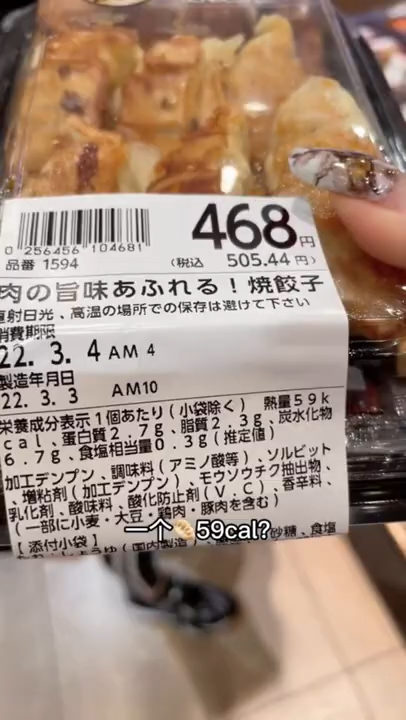 468円
0 256456 104681
品番 1594
(税込 505.44円)
肉の旨味あふれる!焼餃子
直射日光、高温の場所での保存は避けて下さい
消費期限
22. 3. 4 AM 4
製造年月日
22. 3. 3 AM10
栄養成分表示1個あたり(小袋除く) 熱量59k
cal、蛋白質2.7g、脂質2.3g、炭水化物
6.7g、食塩相当量0.3g(推定値)
加工デンプン、調味料(アミノ酸等)、ソルビット
、増粘剤(加工デンプン)、モウソウチク抽出物、
乳化剤、酸味料、酸化防止剤(V.C)、香辛料、
(一部に小麦・大豆・鶏肉・豚肉を含む)
一个🥟59cal?
【添付小袋】
(国内製造)
砂糖、食塩